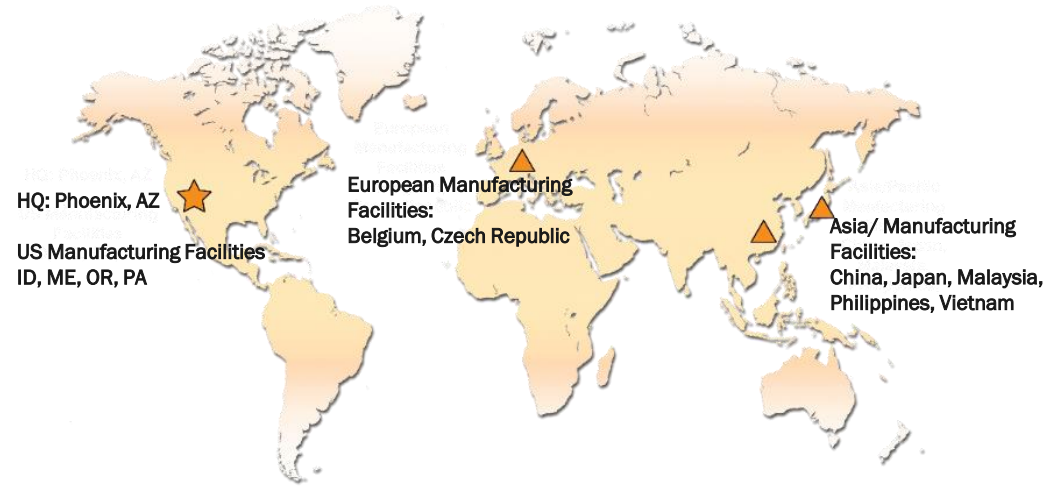 HQ: Phoenix, AZ
US Manufacturing Facilities
ID, ME, OR, PA
European Manufacturing
Facilities:
Belgium, Czech Republic
Asia/ Manufacturing
Facilities:
China, Japan, Malaysia,
Philippines, Vietnam